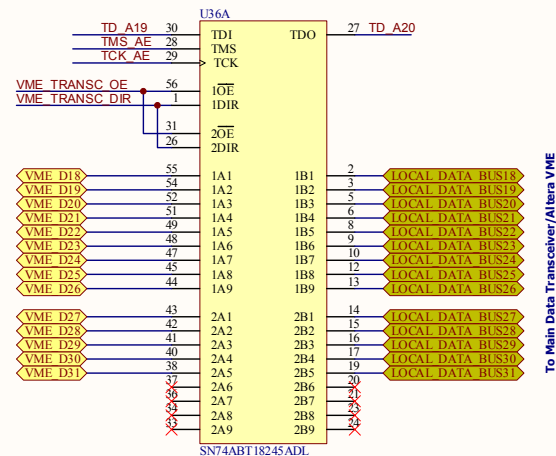 U36A
TD_A19 30 TDI TDO 27 TD_A20
TMS_AE 28 TMS
TCK_AE 29 TCK
VME_TRANSC_OE 56 1OE
VME_TRANSC_DIR 1 1DIR
31 2OE
26 2DIR
VME_D18 55 1A1 1B1 2 LOCAL_DATA_BUS18
VME_D19 54 1A2 1B2 3 LOCAL_DATA_BUS19
VME_D20 52 1A3 1B3 5 LOCAL_DATA_BUS20
VME_D21 51 1A4 1B4 6 LOCAL_DATA_BUS21
VME_D22 49 1A5 1B5 8 LOCAL_DATA_BUS22
VME_D23 48 1A6 1B6 9 LOCAL_DATA_BUS23
VME_D24 47 1A7 1B7 10 LOCAL_DATA_BUS24
VME_D25 45 1A8 1B8 12 LOCAL_DATA_BUS25
VME_D26 44 1A9 1B9 13 LOCAL_DATA_BUS26
VME_D27 43 2A1 2B1 14 LOCAL_DATA_BUS27
VME_D28 42 2A2 2B2 15 LOCAL_DATA_BUS28
VME_D29 41 2A3 2B3 16 LOCAL_DATA_BUS29
VME_D30 40 2A4 2B4 17 LOCAL_DATA_BUS30
VME_D31 38 2A5 2B5 19 LOCAL_DATA_BUS31
37 2A6 2B6 20
36 2A7 2B7 21
34 2A8 2B8 23
33 2A9 2B9 24
SN74ABT18245ADL
To Main Data Transceiver/Altera VME